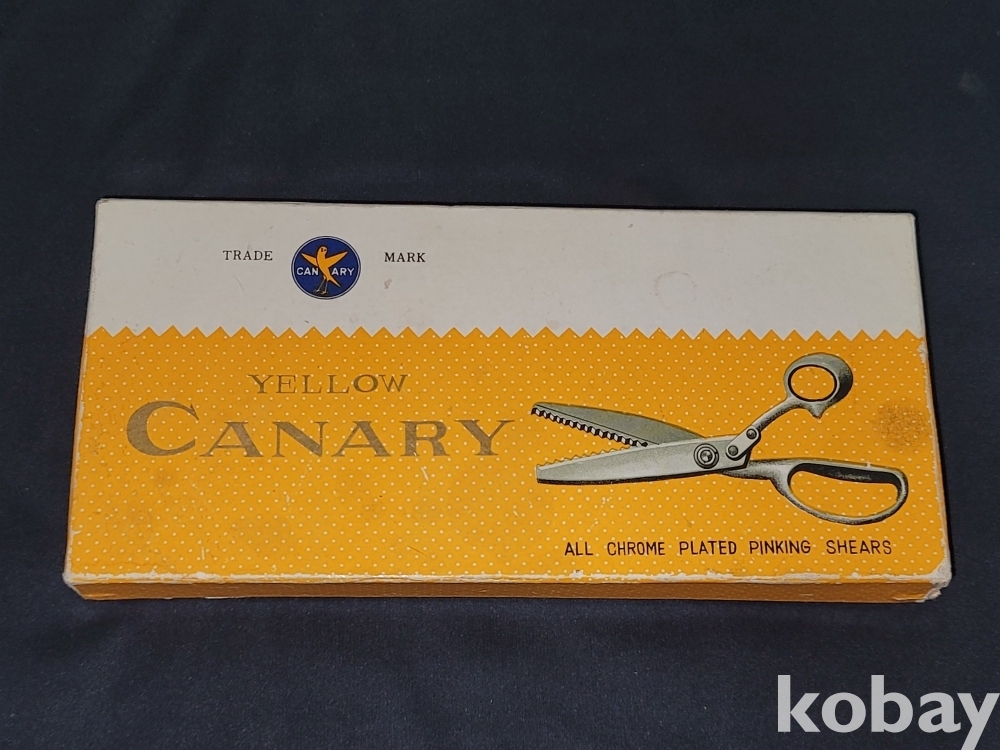 TRADE MARK
CANARY
YELLOW
CANARY
ALL CHROME PLATED PINKING SHEARS
kobay